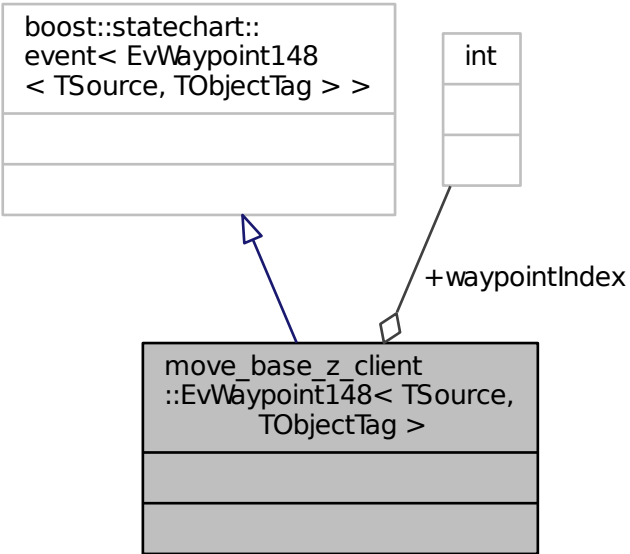 boost::statechart::
event< EvWaypoint148
< TSource, TObjectTag > >
int
+waypointIndex
move_base_z_client
::EvWaypoint148< TSource,
TObjectTag >